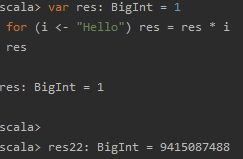 scala> var res: BigInt = 1
for (i <- "Hello") res = res * i
res
res: BigInt = 1
scala>
scala> res22: BigInt = 9415087488